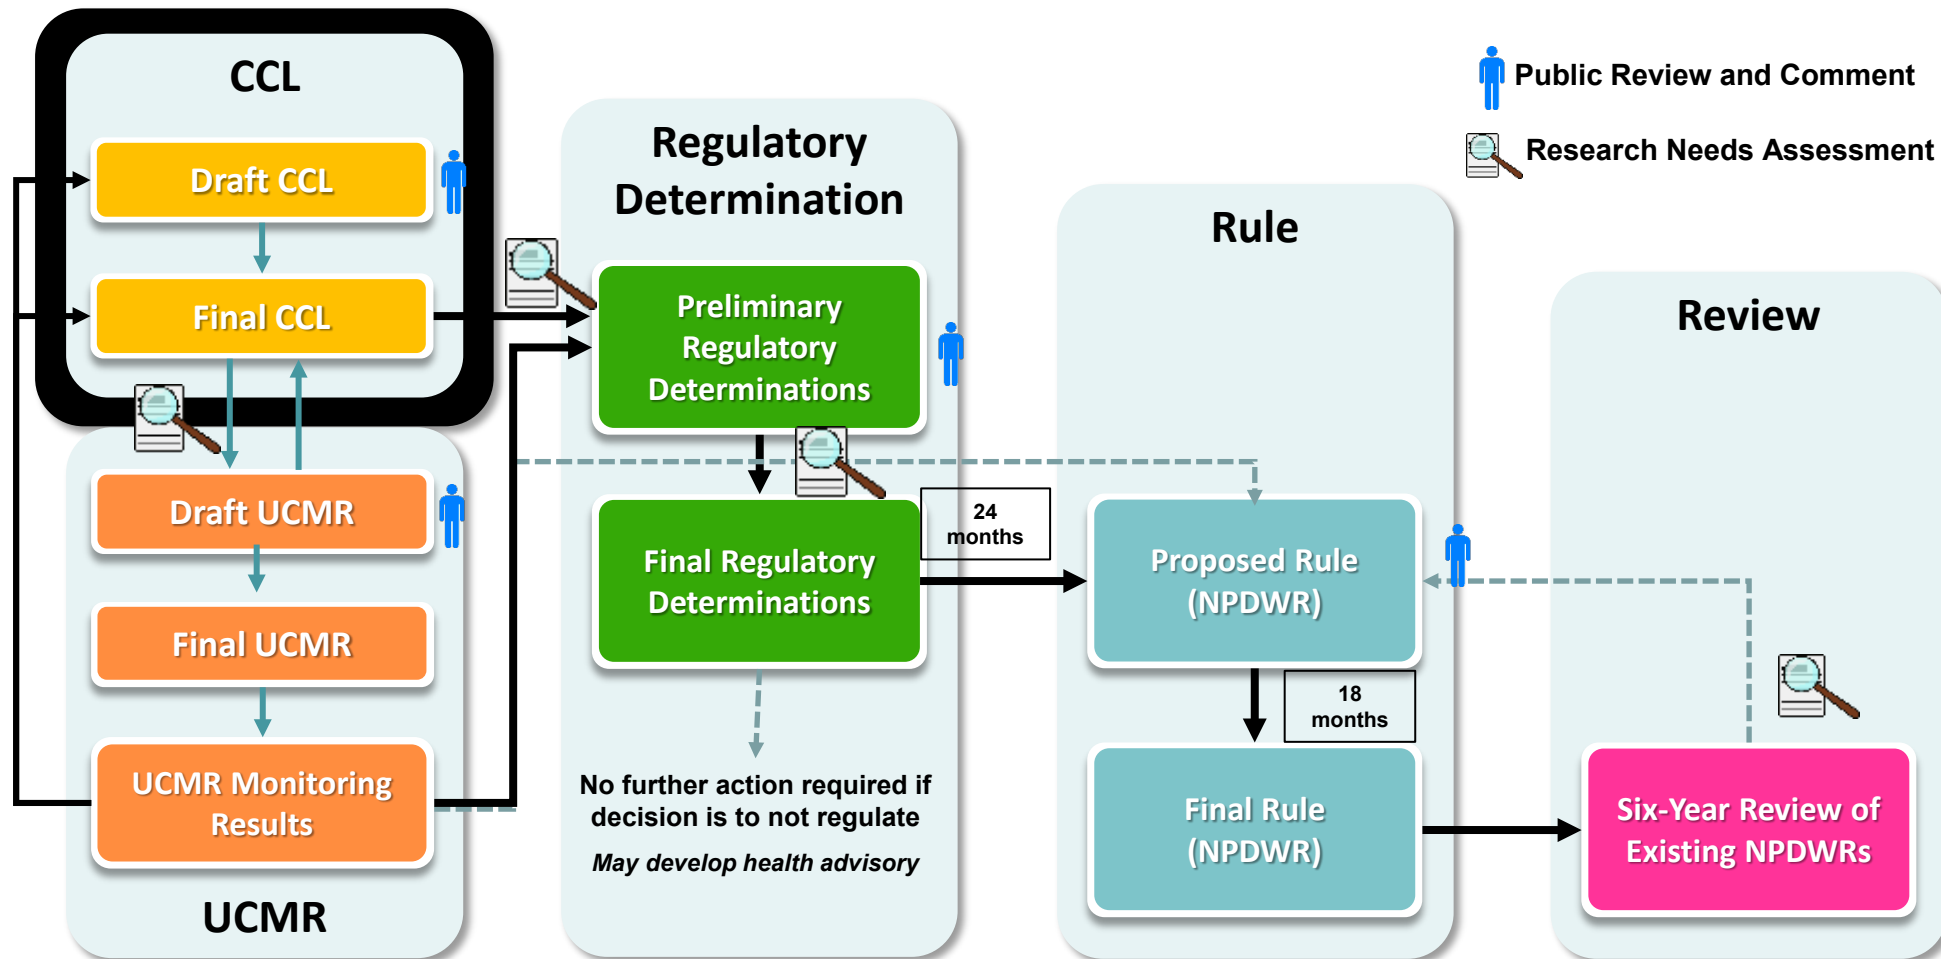 CCL
Draft CCL
Final CCL
Draft UCMR
Final UCMR
UCMR Monitoring
Results
UCMR
Regulatory
Determination
Preliminary
Regulatory
Determinations
Final Regulatory
Determinations
No further action required if
decision is to not regulate
May develop health advisory
24
months
Rule
Proposed Rule
(NPDWR)
18
months
Final Rule
(NPDWR)
Review
Six-Year Review of
Existing NPDWRs
Public Review and Comment
Research Needs Assessment